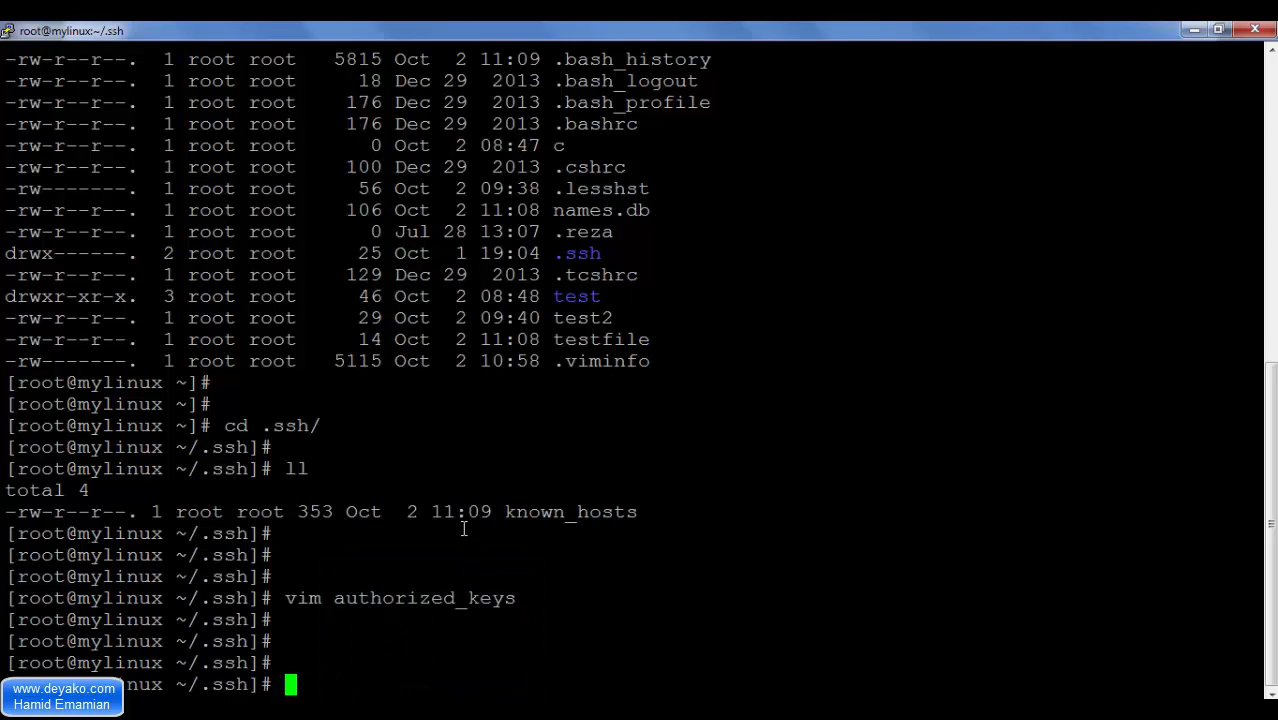 root@mylinux:~/.ssh
-rw-r--r--. 1 root root 5815 Oct 2 11:09 .bash_history
-rw-r--r--. 1 root root 18 Dec 29 2013 .bash_logout
-rw-r--r--. 1 root root 176 Dec 29 2013 .bash_profile
-rw-r--r--. 1 root root 176 Dec 29 2013 .bashrc
-rw-r--r--. 1 root root 0 Oct 2 08:47 c
-rw-r--r--. 1 root root 100 Dec 29 2013 .cshrc
-rw-------. 1 root root 56 Oct 2 09:38 .lesshst
-rw-r--r--. 1 root root 106 Oct 2 11:08 names.db
-rw-r--r--. 1 root root 0 Jul 28 13:07 .reza
drwx------. 2 root root 25 Oct 1 19:04 .ssh
-rw-r--r--. 1 root root 129 Dec 29 2013 .tcshrc
drwxr-xr-x. 3 root root 46 Oct 2 08:48 test
-rw-r--r--. 1 root root 29 Oct 2 09:40 test2
-rw-r--r--. 1 root root 14 Oct 2 11:08 testfile
-rw-------. 1 root root 5115 Oct 2 10:58 .viminfo
[root@mylinux ~]#
[root@mylinux ~]#
[root@mylinux ~]# cd .ssh/
[root@mylinux ~/.ssh]#
[root@mylinux ~/.ssh]# ll
total 4
-rw-r--r--. 1 root root 353 Oct 2 11:09 known_hosts
[root@mylinux ~/.ssh]#
[root@mylinux ~/.ssh]#
[root@mylinux ~/.ssh]#
[root@mylinux ~/.ssh]# vim authorized_keys
[root@mylinux ~/.ssh]#
[root@mylinux ~/.ssh]#
[root@mylinux ~/.ssh]#
nux ~/.ssh]#
www.deyako.com
Hamid Emamian